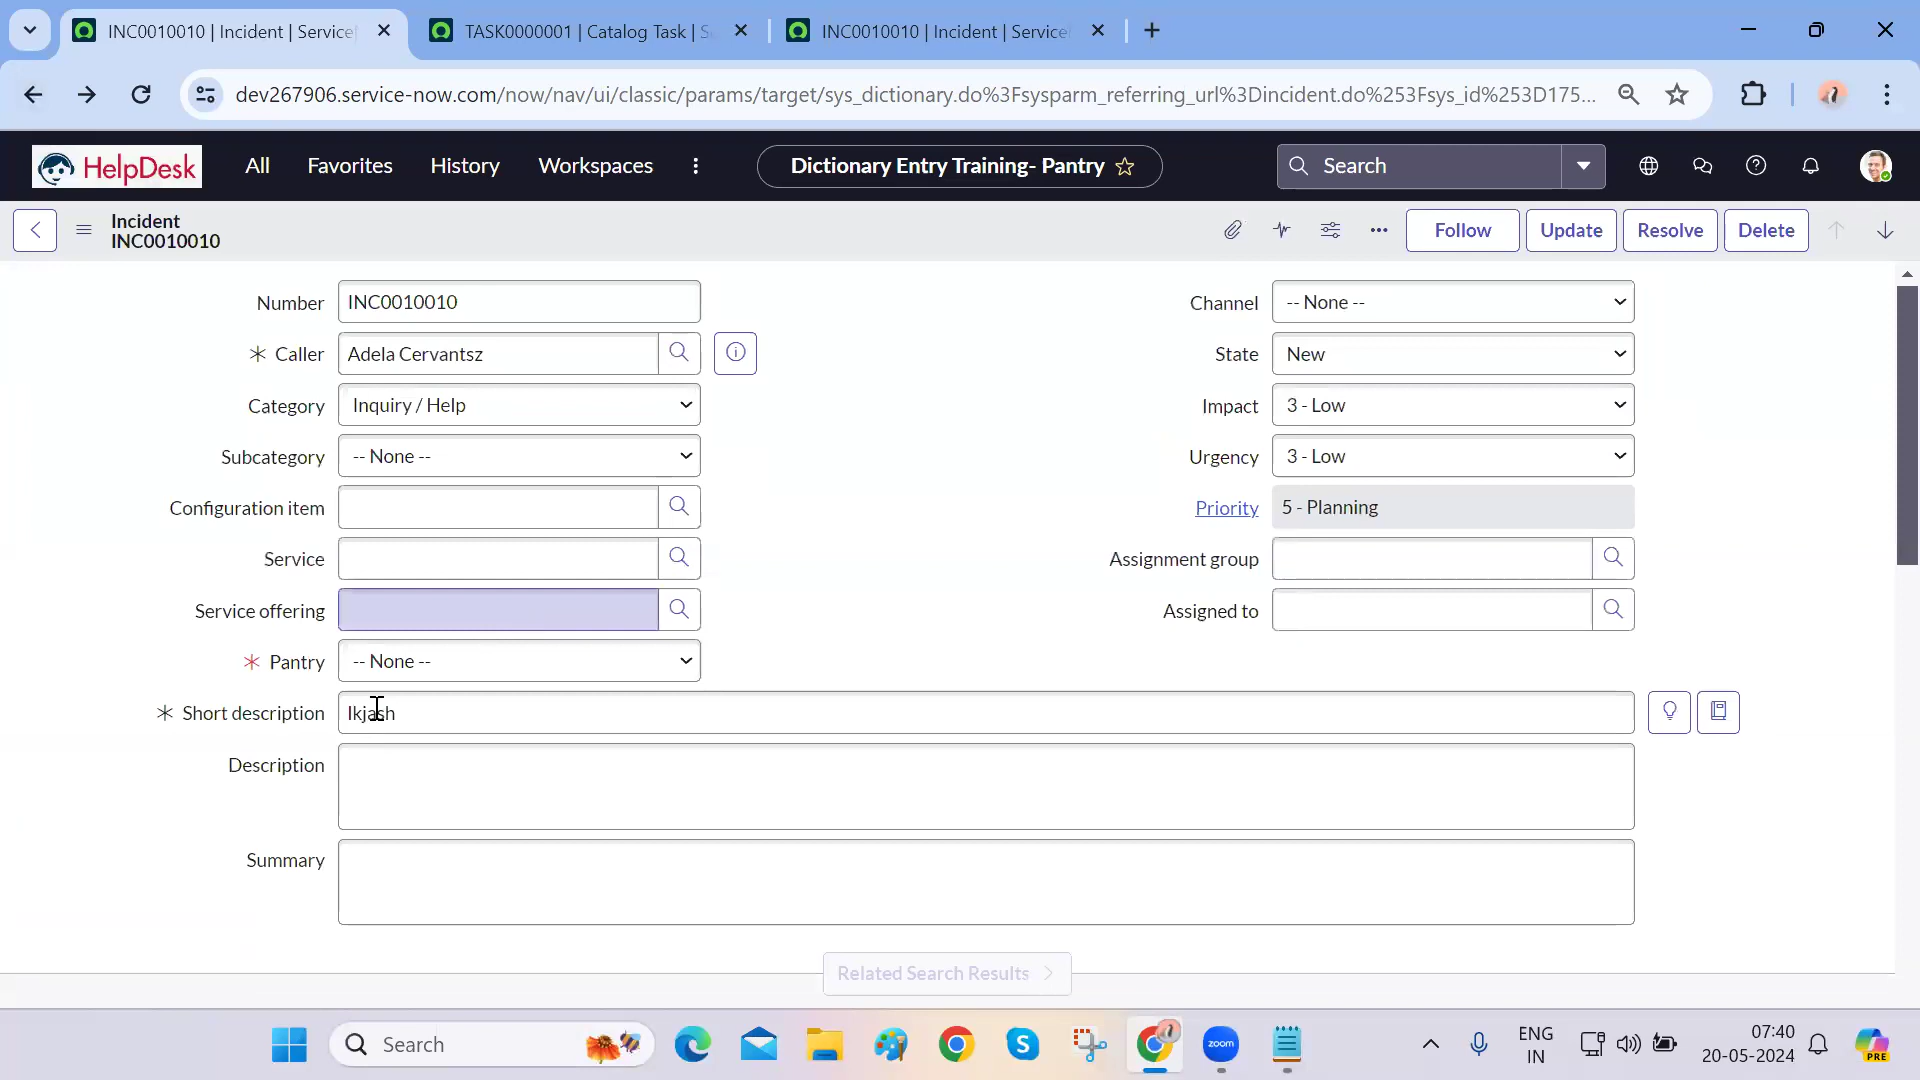 INC0010010 | Incident | Service
TASK0000001 | Catalog Task | S
INC0010010 | Incident | Service
dev267906.service-now.com/now/nav/ui/classic/params/target/sys_dictionary.do%3Fsysparm_referring_url%3Dincident.do%253Fsys_id%253D175...
HelpDesk
All
Favorites
History
Workspaces
Dictionary Entry Training- Pantry
Search
Incident
INC0010010
Follow
Update
Resolve
Delete
Number
INC0010010
Channel
-- None --
Caller
Adela Cervantsz
State
New
Category
Inquiry / Help
Impact
3 - Low
Subcategory
-- None --
Urgency
3 - Low
Configuration item
Priority
5 - Planning
Service
Assignment group
Service offering
Assigned to
Pantry
-- None --
Short description
lkjash
Description
Summary
Related Search Results
Search
zoom
ENG
IN
07:40
20-05-2024
PRE